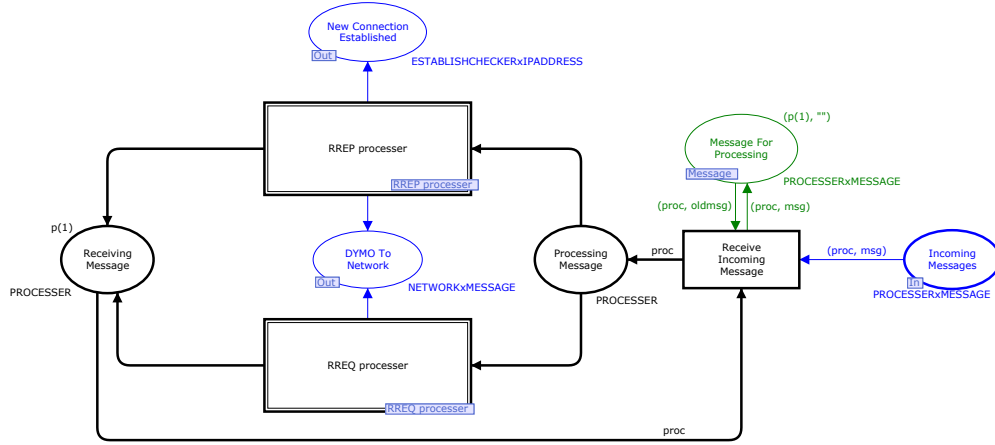 New Connection
Established
Out
ESTABLISHCHECKERxIPADDRESS
RREP processer
RREP processer
(p(1), "")
Message For
Processing
Message
PROCESSERxMESSAGE
(proc, oldmsg)
(proc, msg)
p(1)
Receiving
Message
PROCESSER
DYMO To
Network
Out
NETWORKxMESSAGE
Processing
Message
PROCESSER
proc
Receive
Incoming
Message
(proc, msg)
Incoming
Messages
In
PROCESSERxMESSAGE
RREQ processer
RREQ processer
proc